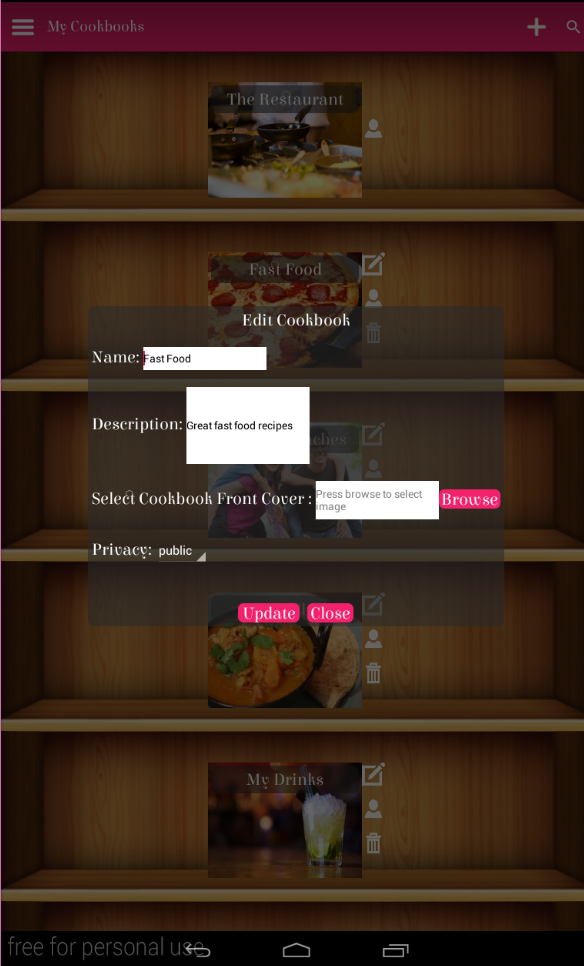 My Cookbooks
The Restaurant
Fast Food
Edit Cookbook
Name: Fast Food
Description: Great fast food recipes
Select Cookbook Front Cover : Press browse to select
image
Browse
Privacy: public
Update Close
My Drinks
free for personal use